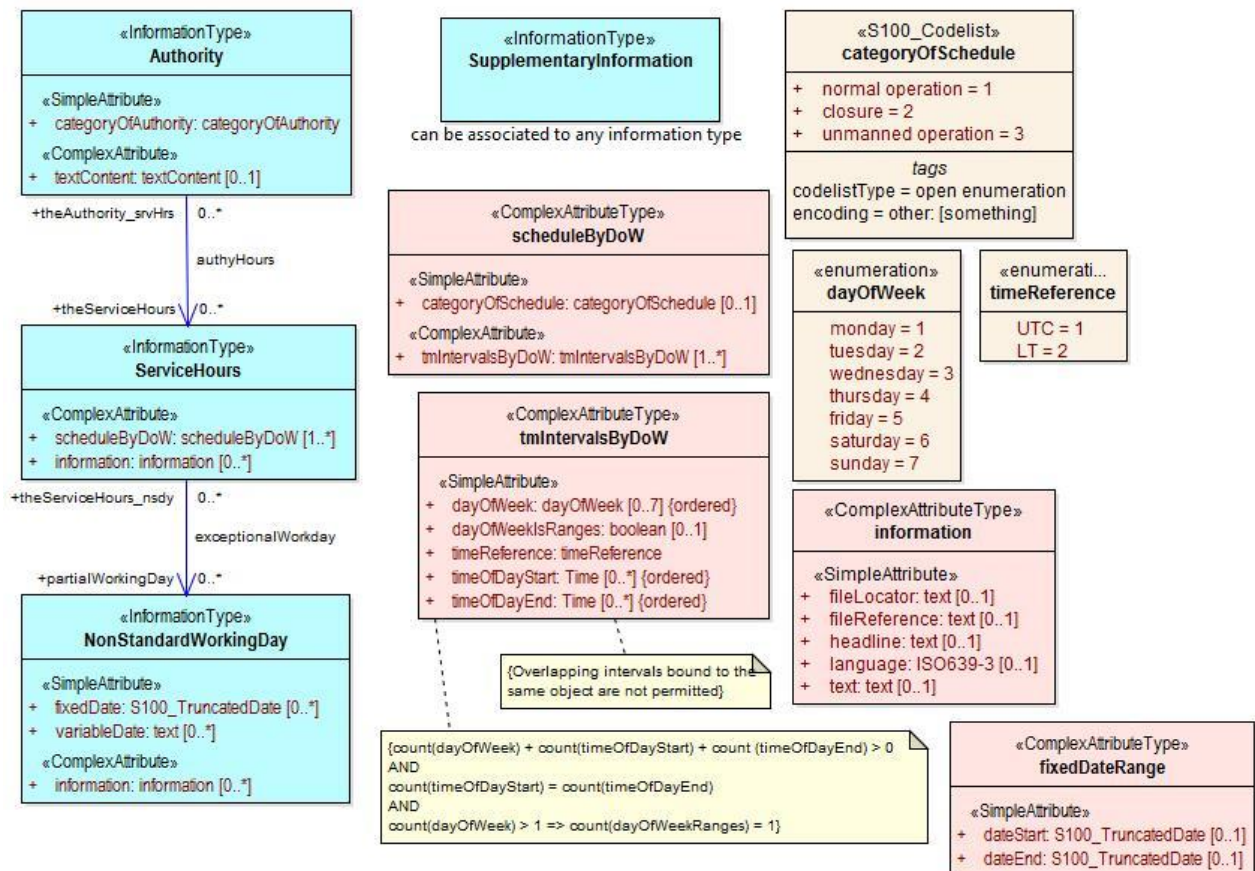 «InformationType»
Authority
«SimpleAttribute»
+ categoryOfAuthority: categoryOfAuthority
«ComplexAttribute»
+ textContent: textContent [0..1]
+theAuthority_srvHrs 0..*
authyHours
+theServiceHours 0..*
«InformationType»
ServiceHours
«ComplexAttribute»
+ scheduleByDoW: scheduleByDoW [1..*]
+ information: information [0..*]
+theServiceHours_nsdy 0..*
exceptionalWorkday
+partialWorkingDay 0..*
«InformationType»
NonStandardWorkingDay
«SimpleAttribute»
+ fixedDate: S100_TruncatedDate [0..*]
+ variableDate: text [0..*]
«ComplexAttribute»
+ information: information [0..*]
«InformationType»
SupplementaryInformation
can be associated to any information type
«ComplexAttributeType»
scheduleByDoW
«SimpleAttribute»
+ categoryOfSchedule: categoryOfSchedule [0..1]
«ComplexAttribute»
+ tmIntervalsByDoW: tmIntervalsByDoW [1..*]
«ComplexAttributeType»
tmIntervalsByDoW
«SimpleAttribute»
+ dayOfWeek: dayOfWeek [0..7] {ordered}
+ dayOfWeekIsRanges: boolean [0..1]
+ timeReference: timeReference
+ timeOfDayStart: Time [0..*] {ordered}
+ timeOfDayEnd: Time [0..*] {ordered}
{Overlapping intervals bound to the
same object are not permitted}
{count(dayOfWeek) + count(timeOfDayStart) + count (timeOfDayEnd) > 0
AND
count(timeOfDayStart) = count(timeOfDayEnd)
AND
count(dayOfWeek) > 1 => count(dayOfWeekRanges) = 1}
«S100_Codelist»
categoryOfSchedule
+ normal operation = 1
+ closure = 2
+ unmanned operation = 3
tags
codelistType = open enumeration
encoding = other: [something]
«enumeration»
dayOfWeek
monday = 1
tuesday = 2
wednesday = 3
thursday = 4
friday = 5
saturday = 6
sunday = 7
«enumerati...
timeReference
UTC = 1
LT = 2
«ComplexAttributeType»
information
«SimpleAttribute»
+ fileLocator: text [0..1]
+ fileReference: text [0..1]
+ headline: text [0..1]
+ language: ISO639-3 [0..1]
+ text: text [0..1]
«ComplexAttributeType»
fixedDateRange
«SimpleAttribute»
+ dateStart: S100_TruncatedDate [0..1]
+ dateEnd: S100_TruncatedDate [0..1]